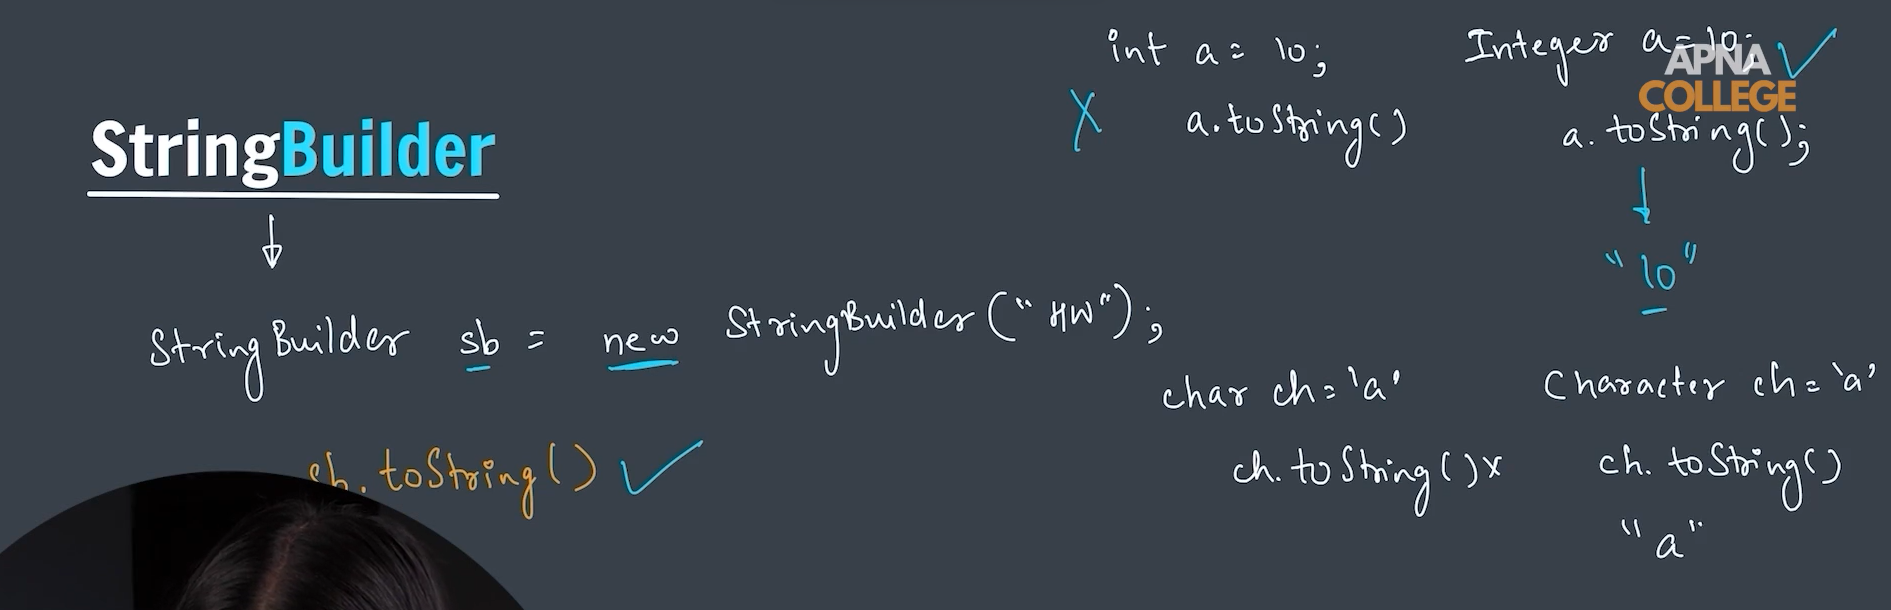 StringBuilder
StringBuilder sb = new StringBuilder("HW");
sb.toString() ✓
int a = 10;
X a.toString()
Integer a=10; ✓
a.toString();
"10"
char ch='a'
ch.toString() x
Character ch='a'
ch.toString()
"a"
APNA
COLLEGE